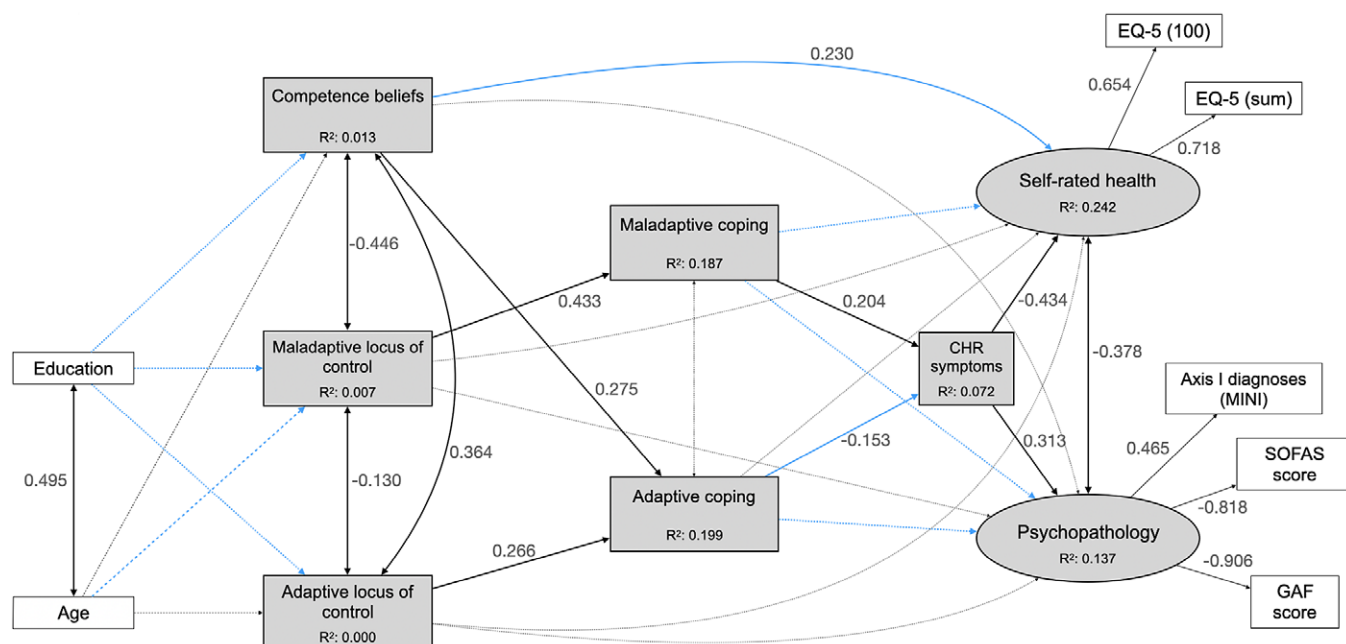 EQ-5 (100)
0.230
0.654
Competence beliefs
R²: 0.013
EQ-5 (sum)
0.718
Self-rated health
R²: 0.242
Maladaptive coping
R²: 0.187
-0.446
0.433
0.204
-0.434
Education
Maladaptive locus of
control
R²: 0.007
CHR
symptoms
R²: 0.072
-0.378
Axis I diagnoses
(MINI)
0.275
-0.153
0.313
0.465
0.495
0.364
-0.130
SOFAS
score
-0.818
Adaptive coping
R²: 0.199
Psychopathology
R²: 0.137
0.266
-0.906
Age
Adaptive locus of
control
R²: 0.000
GAF
score